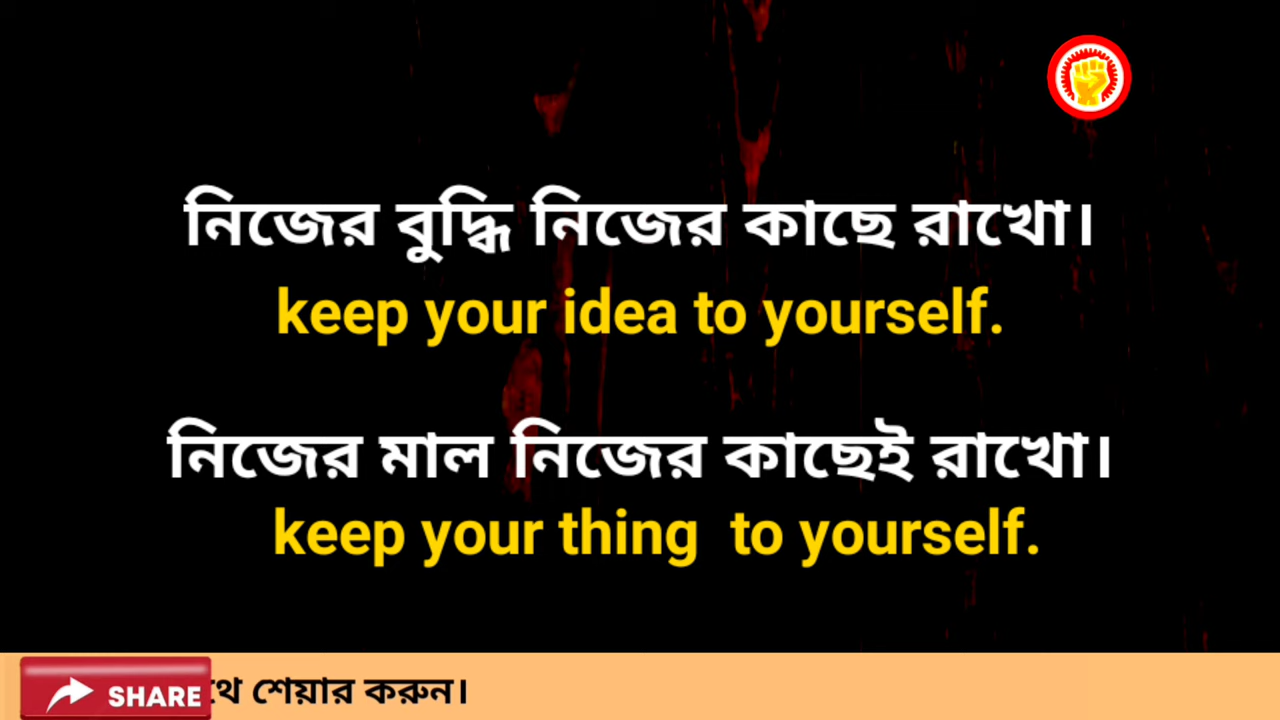 নিজের বুদ্ধি নিজের কাছে রাখো।
keep your idea to yourself.
নিজের মাল নিজের কাছেই রাখো।
keep your thing to yourself.
SHARE শেয়ার করুন।